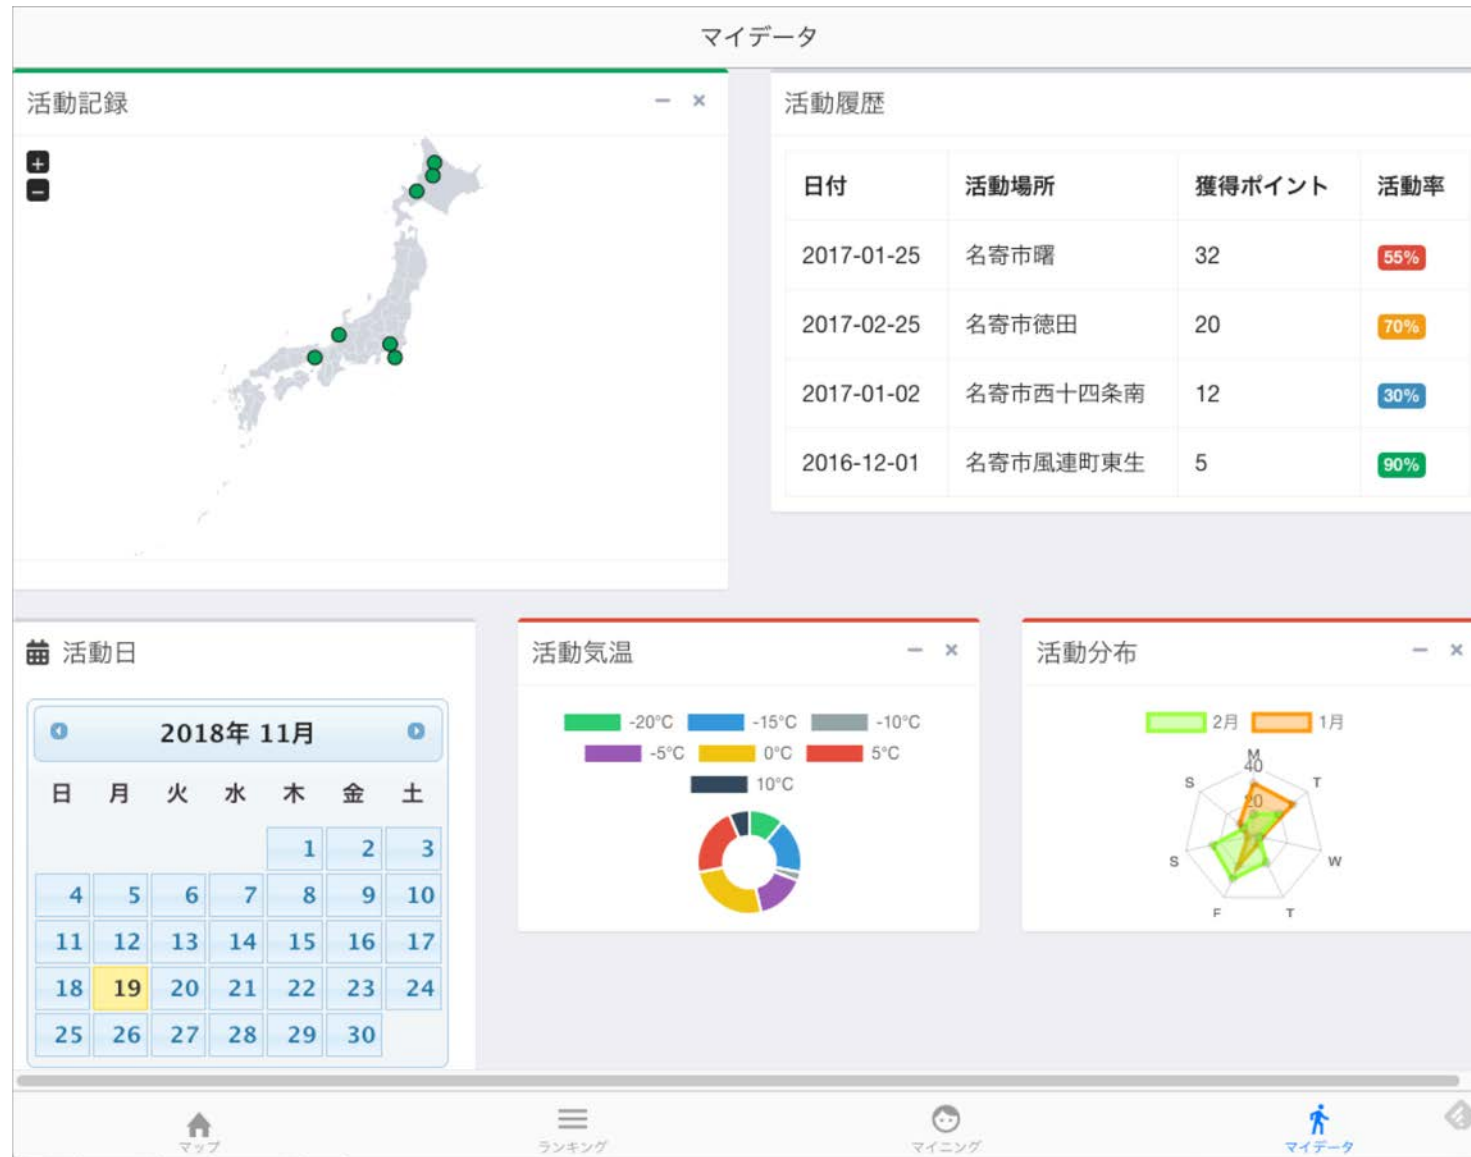 マイデータ
活動記録
+
−
活動履歴
日付 活動場所 獲得ポイント 活動率
2017-01-25 名寄市曙 32 55%
2017-02-25 名寄市徳田 20 70%
2017-01-02 名寄市西十四条南 12 30%
2016-12-01 名寄市風連町東生 5 90%
活動日
2018年 11月
日 月 火 水 木 金 土
1 2 3
4 5 6 7 8 9 10
11 12 13 14 15 16 17
18 19 20 21 22 23 24
25 26 27 28 29 30
活動気温
-20°C -15°C -10°C
-5°C 0°C 5°C
10°C
活動分布
2月 1月
M
40
S T
20
S W
F T
マップ ランキング マイニング マイデータ